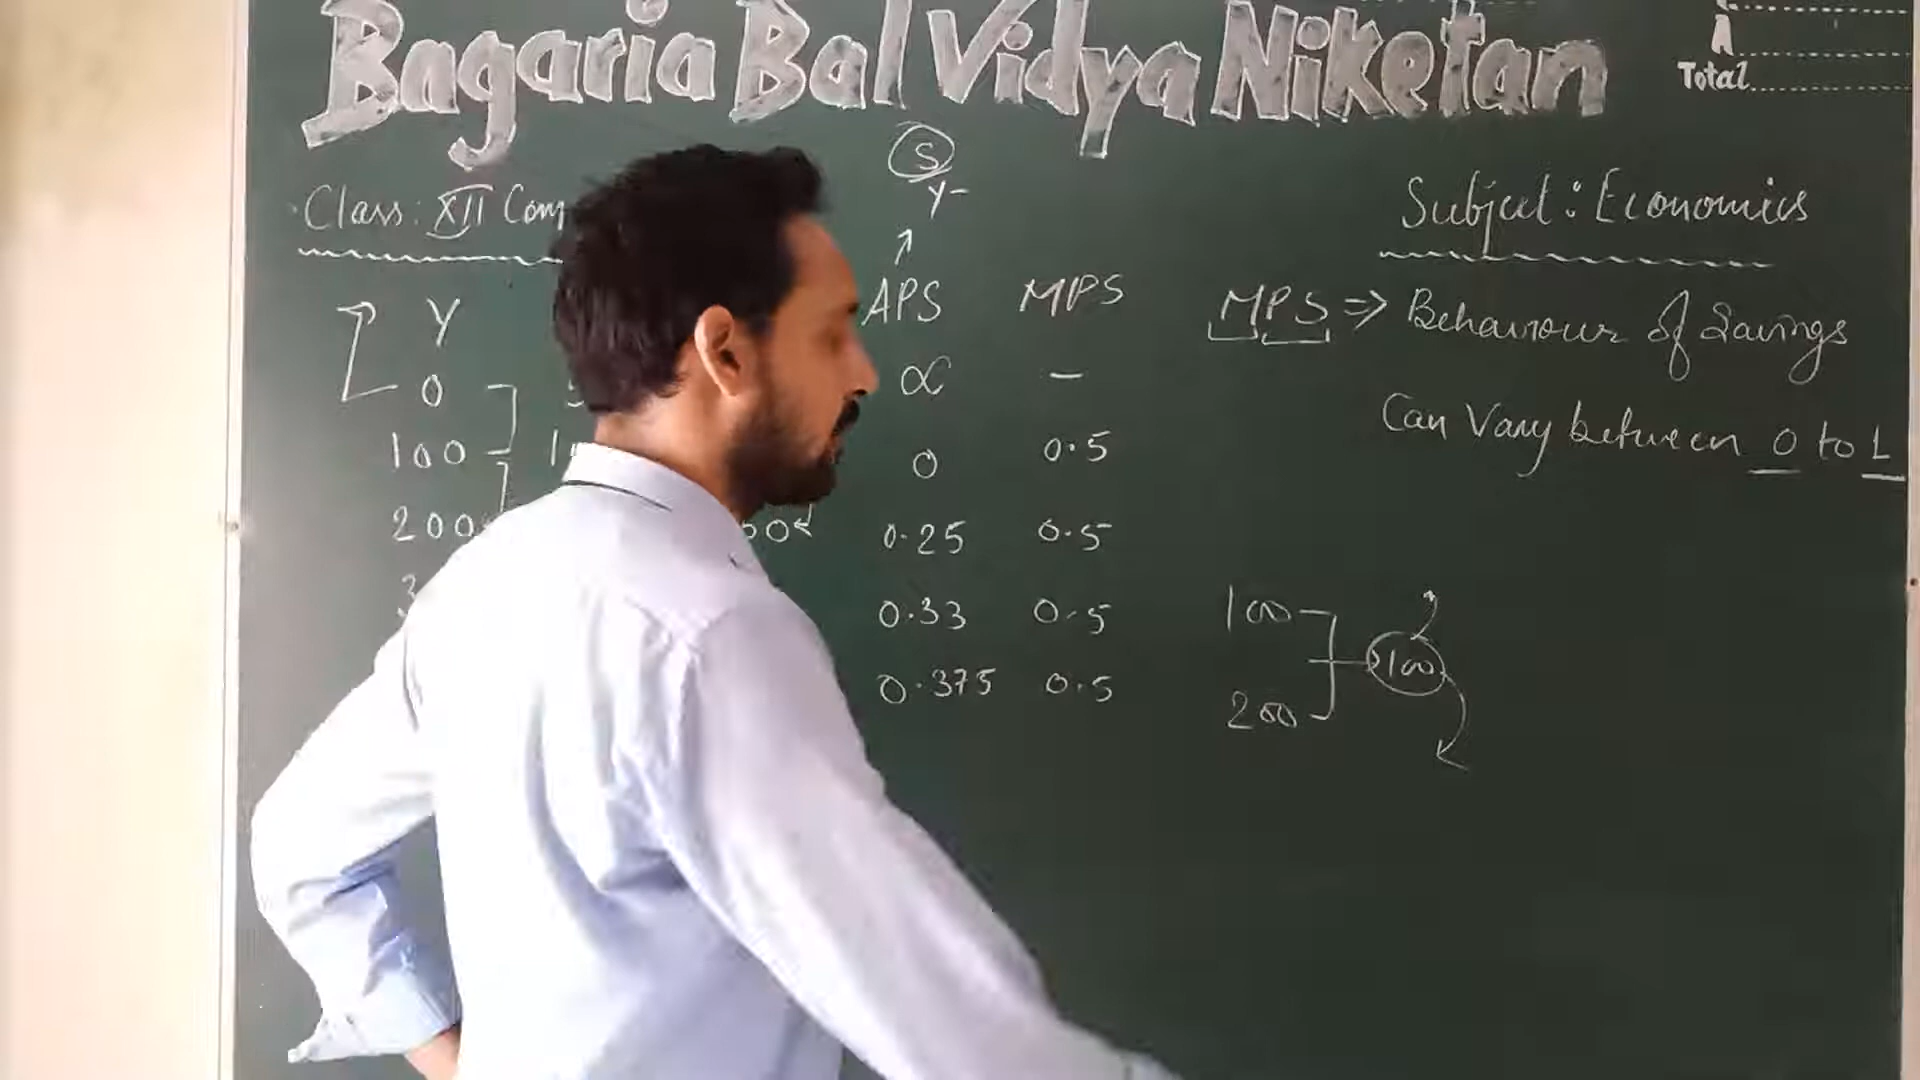 Bagaria Bal Vidya Niketan
A
Total
Class: XII Com
Subject: Economics
S
Y
Y APS MPS
0 ∝ –
100 0 0.5
200 0.25 0.5
3 0.33 0.5
0.375 0.5
MPS ⇒ Behaviour of Savings
Can Vary between 0 to 1
100
100
200